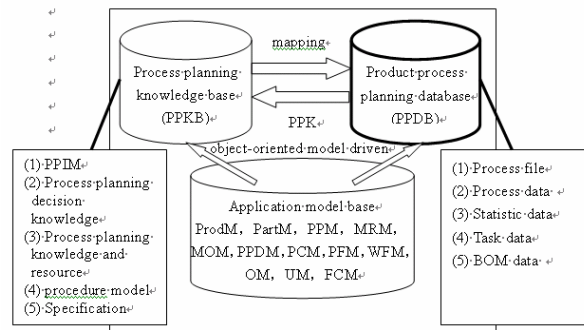 mapping
Process planning
knowledge base
(PPKB)
Product process
planning database
(PPDB)
PPK
object-oriented model driven
(1) PPIM
(2) Process planning
decision
knowledge
(3) Process planning
knowledge and
resource
(4) procedure model
(5) Specification
Application model base
ProdM, PartM, PPM, MRM,
MOM, PPDM, PCM, PFM, WFM,
OM, UM, FCM
(1) Process file
(2) Process data
(3) Statistic data
(4) Task data
(5) BOM data